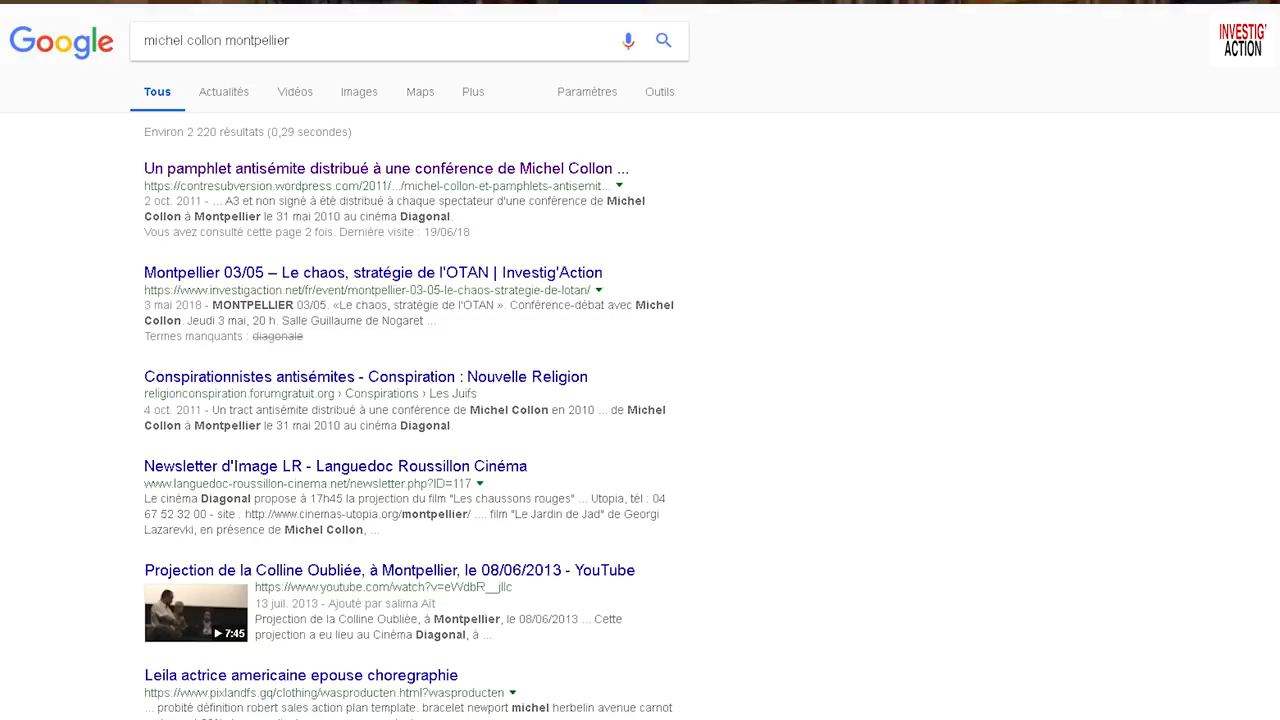 Google
michel collon montpellier
INVESTIG'
ACTION
Tous Actualités Vidéos Images Maps Plus Paramètres Outils
Environ 2 220 résultats (0,29 secondes)
Un pamphlet antisémite distribué à une conférence de Michel Collon ...
https://contresubversion.wordpress.com/2011/.../michel-collon-et-pamphlets-antisemit...
2 oct. 2011 - ... A3 et non signé à été distribué à chaque spectateur d'une conférence de Michel
Collon à Montpellier le 31 mai 2010 au cinéma Diagonal.
Vous avez consulté cette page 2 fois. Dernière visite : 19/06/18
Montpellier 03/05 – Le chaos, stratégie de l'OTAN | Investig'Action
https://www.investigaction.net/fr/event/montpellier-03-05-le-chaos-strategie-de-lotan/
3 mai 2018 - MONTPELLIER 03/05. «Le chaos, stratégie de l'OTAN ». Conférence-débat avec Michel
Collon. Jeudi 3 mai, 20 h. Salle Guillaume de Nogaret ...
Termes manquants : diagonale
Conspirationnistes antisémites - Conspiration : Nouvelle Religion
religionconspiration.forumgratuit.org › Conspirations › Les Juifs
4 oct. 2011 - Un tract antisémite distribué à une conférence de Michel Collon en 2010 ... de Michel
Collon à Montpellier le 31 mai 2010 au cinéma Diagonal.
Newsletter d'Image LR - Languedoc Roussillon Cinéma
www.languedoc-roussillon-cinema.net/newsletter.php?ID=117
Le cinéma Diagonal propose à 17h45 la projection du film "Les chaussons rouges" ... Utopia, tél : 04
67 52 32 00 - site . http://www.cinemas-utopia.org/montpellier/ .... film "Le Jardin de Jad" de Georgi
Lazarevki, en présence de Michel Collon, ...
Projection de la Colline Oubliée, à Montpellier, le 08/06/2013 - YouTube
https://www.youtube.com/watch?v=eWdbR__jllc
13 juil. 2013 - Ajouté par salima Aït
Projection de la Colline Oubliée, à Montpellier, le 08/06/2013 ... Cette
projection a eu lieu au Cinéma Diagonal, à ...
7:45
Leila actrice americaine epouse choregraphie
https://www.pixlandfs.gq/clothing/wasproducten.html?wasproducten
... probité définition robert sales action plan template. bracelet newport michel herbelin avenue carnot